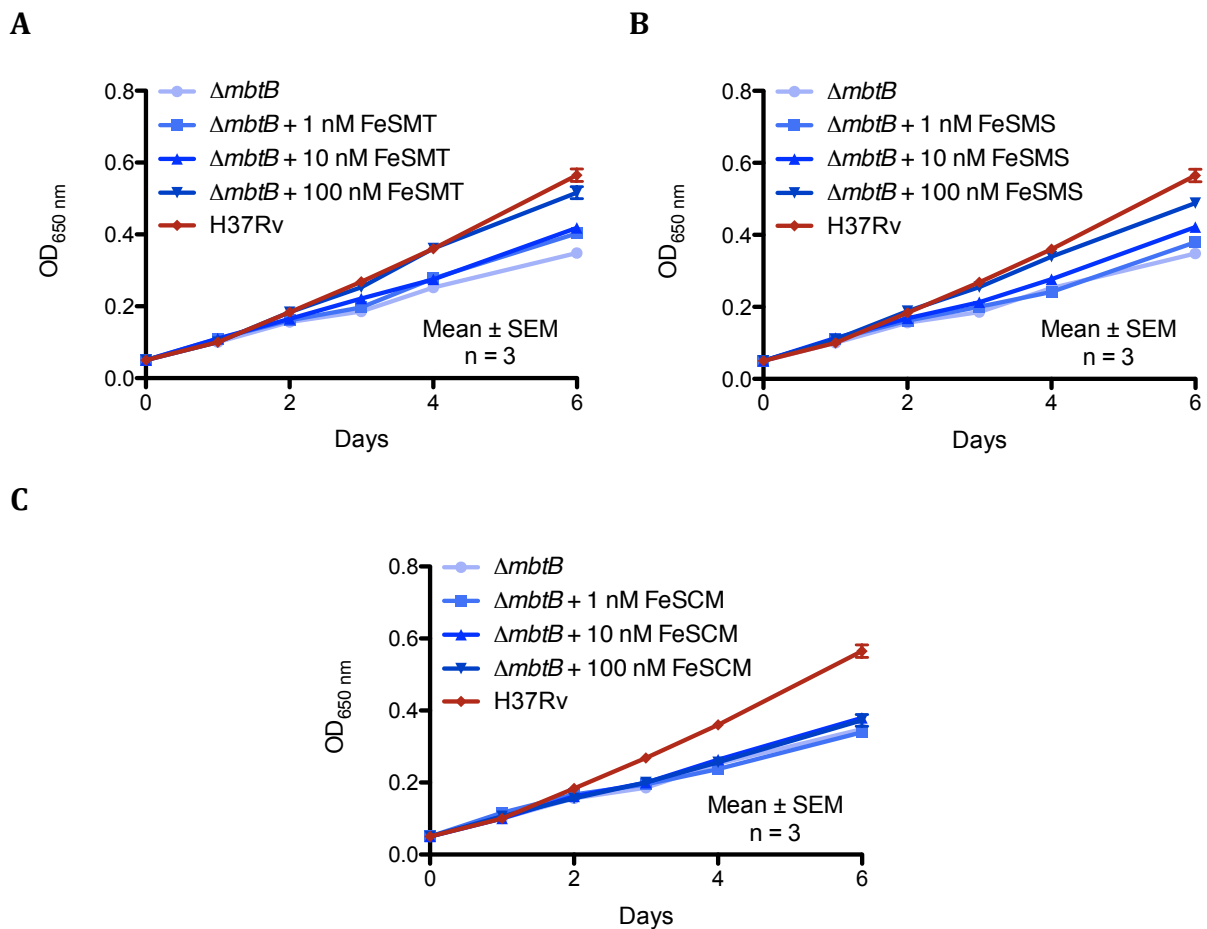 A
ΔmbtB
ΔmbtB + 1 nM FeSMT
ΔmbtB + 10 nM FeSMT
ΔmbtB + 100 nM FeSMT
H37Rv
0.8
0.6
0.4
0.2
0.0
OD650 nm
Mean ± SEM
n = 3
0 2 4 6
Days
B
ΔmbtB
ΔmbtB + 1 nM FeSMS
ΔmbtB + 10 nM FeSMS
ΔmbtB + 100 nM FeSMS
H37Rv
0.8
0.6
0.4
0.2
0.0
OD650 nm
Mean ± SEM
n = 3
0 2 4 6
Days
C
ΔmbtB
ΔmbtB + 1 nM FeSCM
ΔmbtB + 10 nM FeSCM
ΔmbtB + 100 nM FeSCM
H37Rv
0.8
0.6
0.4
0.2
0.0
OD650 nm
Mean ± SEM
n = 3
0 2 4 6
Days